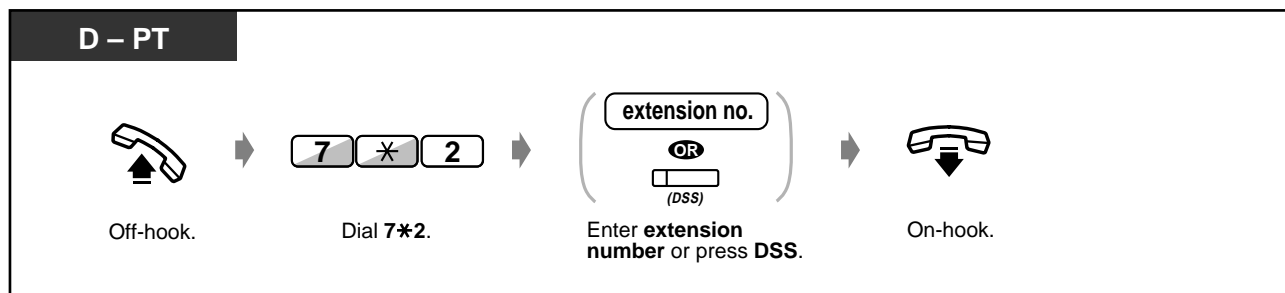 D – PT
7 ✱ 2
extension no.
OR
(DSS)
Off-hook.
Dial 7✱2.
Enter extension
number or press DSS.
On-hook.